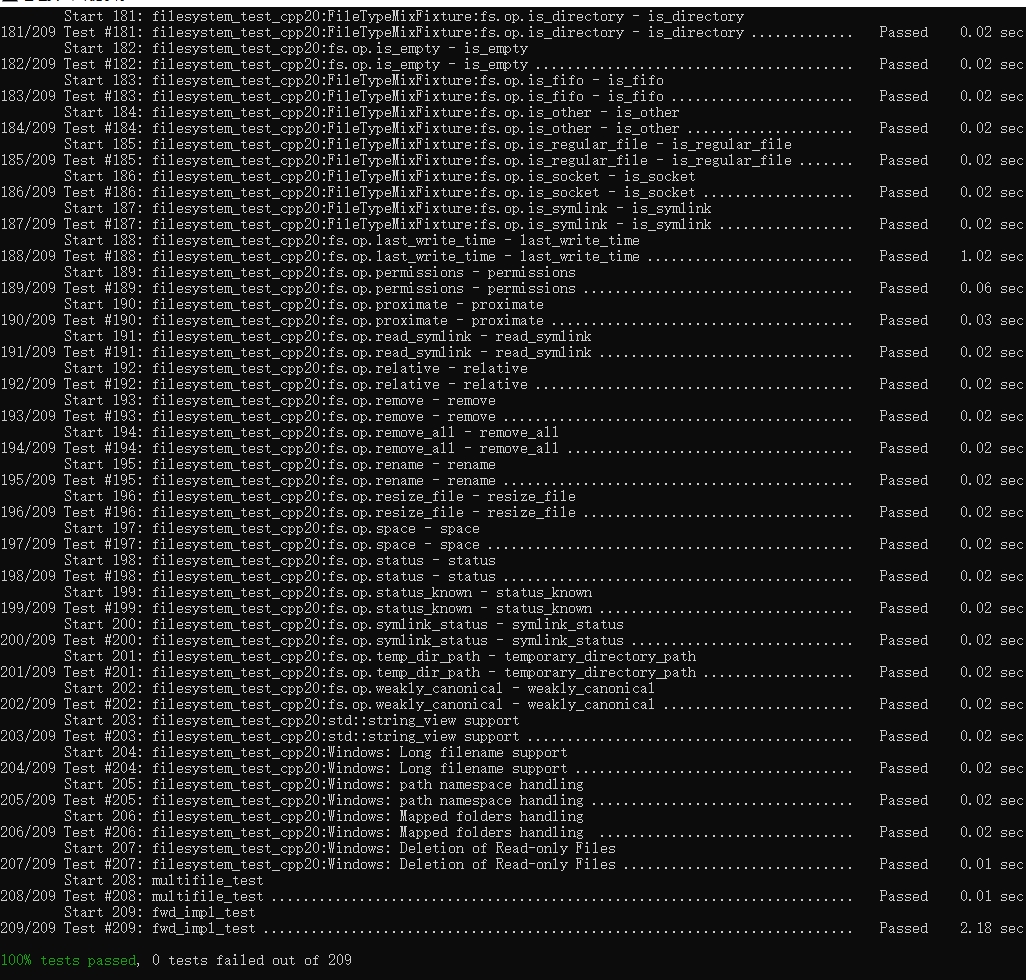 Start 181: filesystem_test_cpp20:FileTypeMixFixture:fs.op.is_directory - is_directory
181/209 Test #181: filesystem_test_cpp20:FileTypeMixFixture:fs.op.is_directory - is_directory .............   Passed    0.02 sec
        Start 182: filesystem_test_cpp20:fs.op.is_empty - is_empty
182/209 Test #182: filesystem_test_cpp20:fs.op.is_empty - is_empty ........................................   Passed    0.02 sec
        Start 183: filesystem_test_cpp20:FileTypeMixFixture:fs.op.is_fifo - is_fifo
183/209 Test #183: filesystem_test_cpp20:FileTypeMixFixture:fs.op.is_fifo - is_fifo .......................   Passed    0.02 sec
        Start 184: filesystem_test_cpp20:FileTypeMixFixture:fs.op.is_other - is_other
184/209 Test #184: filesystem_test_cpp20:FileTypeMixFixture:fs.op.is_other - is_other .....................   Passed    0.02 sec
        Start 185: filesystem_test_cpp20:FileTypeMixFixture:fs.op.is_regular_file - is_regular_file
185/209 Test #185: filesystem_test_cpp20:FileTypeMixFixture:fs.op.is_regular_file - is_regular_file .......   Passed    0.02 sec
        Start 186: filesystem_test_cpp20:FileTypeMixFixture:fs.op.is_socket - is_socket
186/209 Test #186: filesystem_test_cpp20:FileTypeMixFixture:fs.op.is_socket - is_socket ...................   Passed    0.02 sec
        Start 187: filesystem_test_cpp20:FileTypeMixFixture:fs.op.is_symlink - is_symlink
187/209 Test #187: filesystem_test_cpp20:FileTypeMixFixture:fs.op.is_symlink - is_symlink .................   Passed    0.02 sec
        Start 188: filesystem_test_cpp20:fs.op.last_write_time - last_write_time
188/209 Test #188: filesystem_test_cpp20:fs.op.last_write_time - last_write_time ..........................   Passed    1.02 sec
        Start 189: filesystem_test_cpp20:fs.op.permissions - permissions
189/209 Test #189: filesystem_test_cpp20:fs.op.permissions - permissions ..................................   Passed    0.06 sec
        Start 190: filesystem_test_cpp20:fs.op.proximate - proximate
190/209 Test #190: filesystem_test_cpp20:fs.op.proximate - proximate ......................................   Passed    0.03 sec
        Start 191: filesystem_test_cpp20:fs.op.read_symlink - read_symlink
191/209 Test #191: filesystem_test_cpp20:fs.op.read_symlink - read_symlink ................................   Passed    0.02 sec
        Start 192: filesystem_test_cpp20:fs.op.relative - relative
192/209 Test #192: filesystem_test_cpp20:fs.op.relative - relative ........................................   Passed    0.02 sec
        Start 193: filesystem_test_cpp20:fs.op.remove - remove
193/209 Test #193: filesystem_test_cpp20:fs.op.remove - remove ............................................   Passed    0.02 sec
        Start 194: filesystem_test_cpp20:fs.op.remove_all - remove_all
194/209 Test #194: filesystem_test_cpp20:fs.op.remove_all - remove_all ....................................   Passed    0.02 sec
        Start 195: filesystem_test_cpp20:fs.op.rename - rename
195/209 Test #195: filesystem_test_cpp20:fs.op.rename - rename ............................................   Passed    0.02 sec
        Start 196: filesystem_test_cpp20:fs.op.resize_file - resize_file
196/209 Test #196: filesystem_test_cpp20:fs.op.resize_file - resize_file ..................................   Passed    0.02 sec
        Start 197: filesystem_test_cpp20:fs.op.space - space
197/209 Test #197: filesystem_test_cpp20:fs.op.space - space ..............................................   Passed    0.02 sec
        Start 198: filesystem_test_cpp20:fs.op.status - status
198/209 Test #198: filesystem_test_cpp20:fs.op.status - status ............................................   Passed    0.02 sec
        Start 199: filesystem_test_cpp20:fs.op.status_known - status_known
199/209 Test #199: filesystem_test_cpp20:fs.op.status_known - status_known ................................   Passed    0.02 sec
        Start 200: filesystem_test_cpp20:fs.op.symlink_status - symlink_status
200/209 Test #200: filesystem_test_cpp20:fs.op.symlink_status - symlink_status ............................   Passed    0.02 sec
        Start 201: filesystem_test_cpp20:fs.op.temp_dir_path - temporary_directory_path
201/209 Test #201: filesystem_test_cpp20:fs.op.temp_dir_path - temporary_directory_path ...................   Passed    0.02 sec
        Start 202: filesystem_test_cpp20:fs.op.weakly_canonical - weakly_canonical
202/209 Test #202: filesystem_test_cpp20:fs.op.weakly_canonical - weakly_canonical ........................   Passed    0.02 sec
        Start 203: filesystem_test_cpp20:std::string_view support
203/209 Test #203: filesystem_test_cpp20:std::string_view support .........................................   Passed    0.02 sec
        Start 204: filesystem_test_cpp20:Windows: Long filename support
204/209 Test #204: filesystem_test_cpp20:Windows: Long filename support ...................................   Passed    0.02 sec
        Start 205: filesystem_test_cpp20:Windows: path namespace handling
205/209 Test #205: filesystem_test_cpp20:Windows: path namespace handling .................................   Passed    0.02 sec
        Start 206: filesystem_test_cpp20:Windows: Mapped folders handling
206/209 Test #206: filesystem_test_cpp20:Windows: Mapped folders handling  ................................   Passed    0.02 sec
        Start 207: filesystem_test_cpp20:Windows: Deletion of Read-only Files
207/209 Test #207: filesystem_test_cpp20:Windows: Deletion of Read-only Files .............................   Passed    0.01 sec
        Start 208: multifile_test
208/209 Test #208: multifile_test .........................................................................   Passed    0.01 sec
        Start 209: fwd_impl_test
209/209 Test #209: fwd_impl_test ..........................................................................   Passed    2.18 sec
100% tests passed, 0 tests failed out of 209